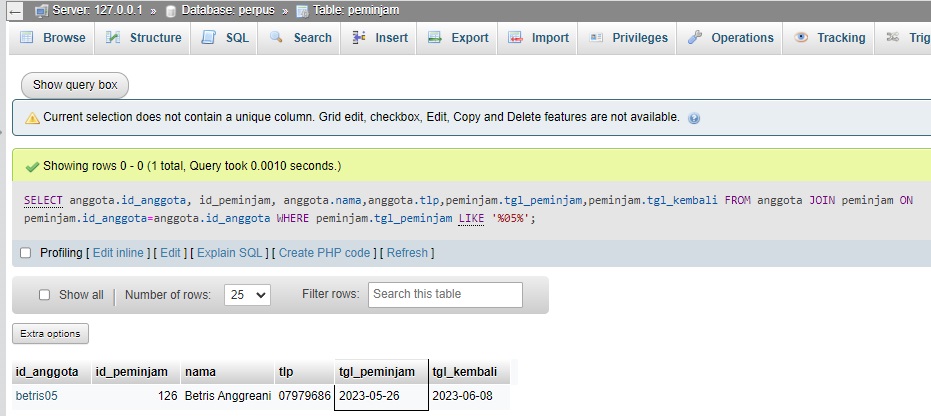 Server: 127.0.0.1 » Database: perpus » Table: peminjam
Browse Structure SQL Search Insert Export Import Privileges Operations Tracking Trig
Show query box
Current selection does not contain a unique column. Grid edit, checkbox, Edit, Copy and Delete features are not available.
Showing rows 0 - 0 (1 total, Query took 0.0010 seconds.)
SELECT anggota.id_anggota, id_peminjam, anggota.nama,anggota.tlp,peminjam.tgl_peminjam,peminjam.tgl_kembali FROM anggota JOIN peminjam ON
peminjam.id_anggota=anggota.id_anggota WHERE peminjam.tgl_peminjam LIKE '%05%';
Profiling [ Edit inline ] [ Edit ] [ Explain SQL ] [ Create PHP code ] [ Refresh ]
Show all | Number of rows: 25 Filter rows: Search this table
Extra options
id_anggota id_peminjam nama tlp tgl_peminjam tgl_kembali
betris05 126 Betris Anggreani 07979686 2023-05-26 2023-06-08